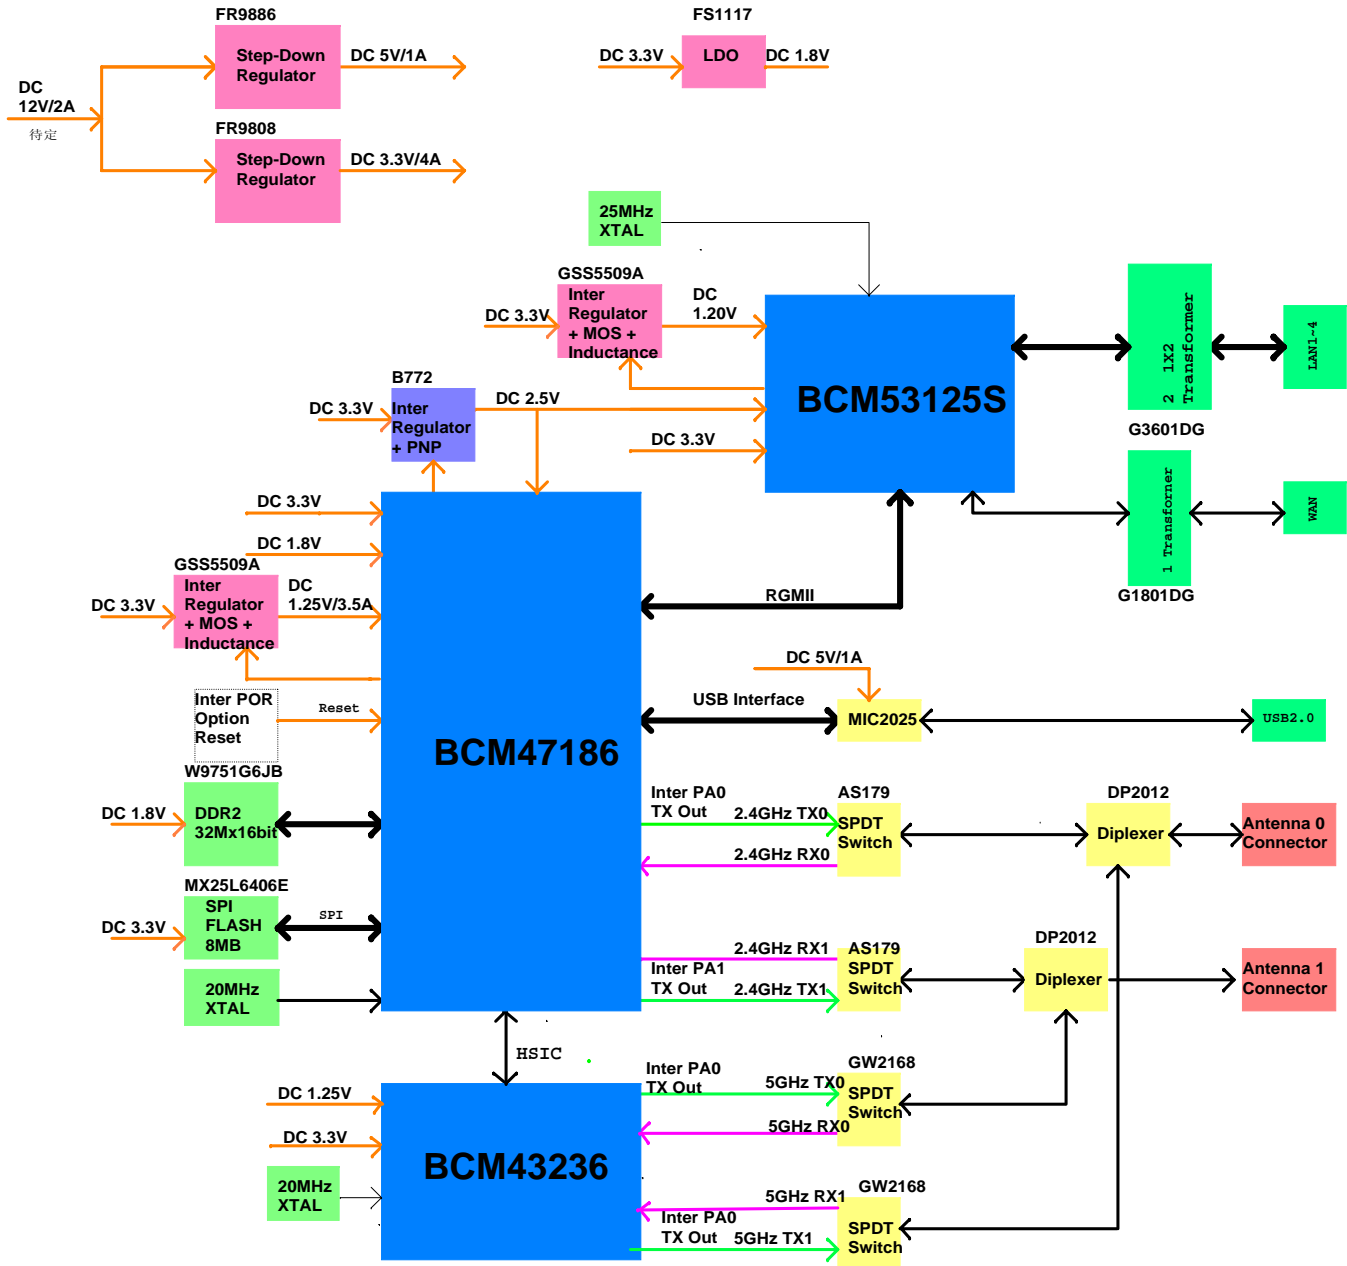 FR9886
Step-Down
Regulator
DC 5V/1A
DC
12V/2A
待定
FR9808
Step-Down
Regulator
DC 3.3V/4A
FS1117
DC 3.3V
LDO
DC 1.8V
25MHz
XTAL
GSS5509A
DC 3.3V
Inter
Regulator
+ MOS +
Inductance
DC
1.20V
BCM53125S
B772
DC 3.3V
Inter
Regulator
+ PNP
DC 2.5V
DC 3.3V
2 1X2
Transformer
G3601DG
LAN1~4
1 Transforner
G1801DG
WAN
DC 3.3V
DC 1.8V
GSS5509A
DC 3.3V
Inter
Regulator
+ MOS +
Inductance
DC
1.25V/3.5A
RGMII
Inter POR
Option
Reset
Reset
BCM47186
DC 5V/1A
USB Interface
MIC2025
USB2.0
W9751G6JB
DC 1.8V
DDR2
32Mx16bit
MX25L6406E
DC 3.3V
SPI
FLASH
8MB
SPI
20MHz
XTAL
Inter PA0
TX Out
2.4GHz TX0
2.4GHz RX0
AS179
SPDT
Switch
DP2012
Diplexer
Antenna 0
Connector
2.4GHz RX1
Inter PA1
TX Out
2.4GHz TX1
AS179
SPDT
Switch
DP2012
Diplexer
Antenna 1
Connector
HSIC
DC 1.25V
DC 3.3V
20MHz
XTAL
BCM43236
Inter PA0
TX Out
5GHz TX0
5GHz RX0
GW2168
SPDT
Switch
5GHz RX1
Inter PA0
TX Out
5GHz TX1
GW2168
SPDT
Switch